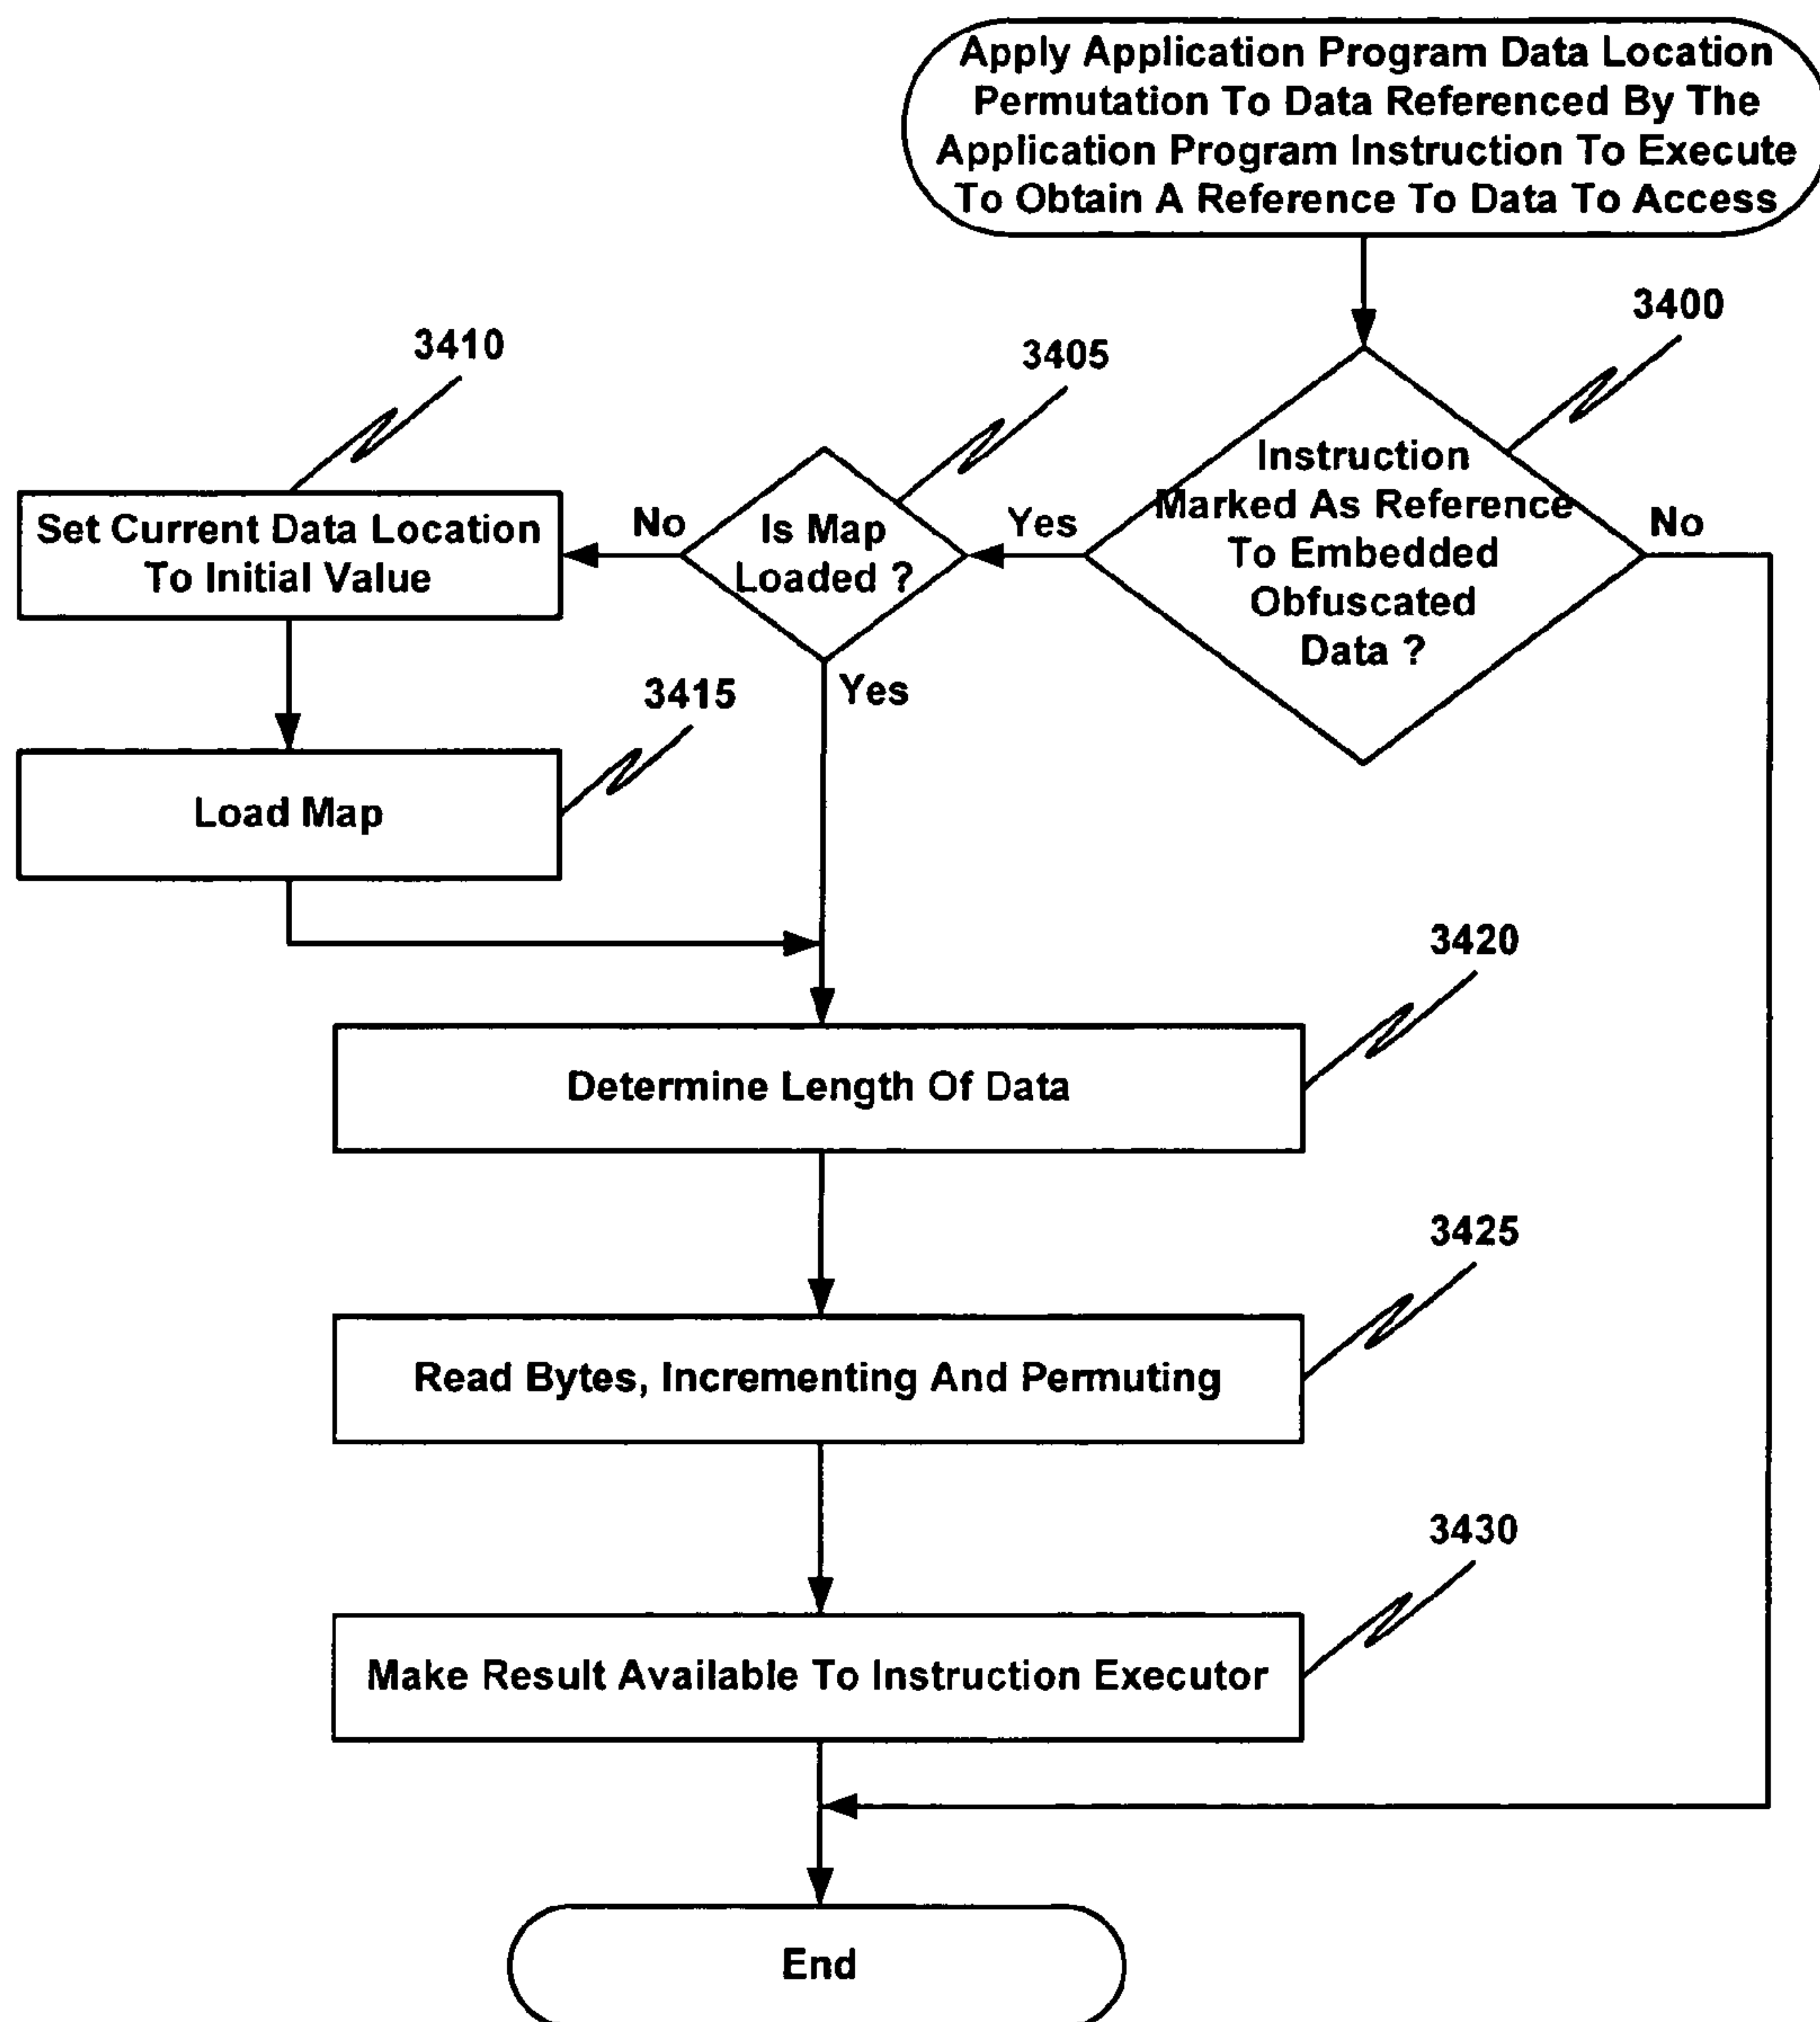 Apply Application Program Data Location
Permutation To Data Referenced By The
Application Program Instruction To Execute
To Obtain A Reference To Data To Access
3400
3410
3405
Instruction
Marked As Reference
To Embedded
Obfuscated
Data ?
No
Yes
Is Map
Loaded ?
No
Set Current Data Location
To Initial Value
Yes
3415
Load Map
3420
Determine Length Of Data
3425
Read Bytes, Incrementing And Permuting
3430
Make Result Available To Instruction Executor
End